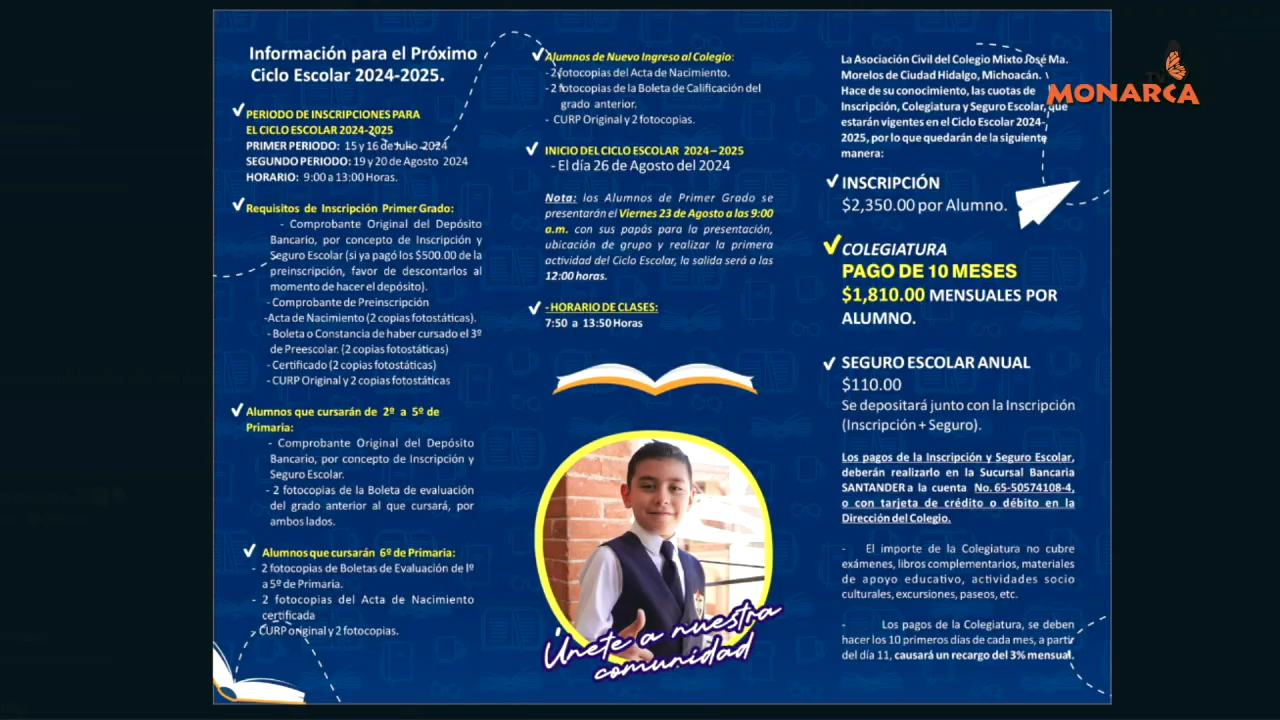 Información para el Próximo
Ciclo Escolar 2024-2025.
PERIODO DE INSCRIPCIONES PARA
EL CICLO ESCOLAR 2024-2025
PRIMER PERIODO: 15 y 16 de Julio 2024
SEGUNDO PERIODO: 19 y 20 de Agosto 2024
HORARIO: 9:00 a 13:00 Horas.
Requisitos de Inscripción Primer Grado:
- Comprobante Original del Depósito
Bancario, por concepto de Inscripción y
Seguro Escolar (si ya pagó los $500.00 de la
preinscripción, favor de descontarlos al
momento de hacer el depósito).
- Comprobante de Preinscripción
-Acta de Nacimiento (2 copias fotostáticas).
- Boleta o Constancia de haber cursado el 3º
de Preescolar. (2 copias fotostáticas)
- Certificado (2 copias fotostáticas)
- CURP Original y 2 copias fotostáticas
Alumnos que cursarán de 2º a 5º de
Primaria:
- Comprobante Original del Depósito
Bancario, por concepto de Inscripción y
Seguro Escolar.
- 2 fotocopias de la Boleta de evaluación
del grado anterior al que cursará, por
ambos lados.
Alumnos que cursarán 6º de Primaria:
- 2 fotocopias de Boletas de Evaluación de 1º
a 5º de Primaria.
- 2 fotocopias del Acta de Nacimiento
certificada
- CURP original y 2 fotocopias.
Alumnos de Nuevo Ingreso al Colegio:
- 2 fotocopias del Acta de Nacimiento.
- 2 fotocopias de la Boleta de Calificación del
grado anterior.
- CURP Original y 2 fotocopias.
INICIO DEL CICLO ESCOLAR 2024 – 2025
- El día 26 de Agosto del 2024
Nota: los Alumnos de Primer Grado se
presentarán el Viernes 23 de Agosto a las 9:00
a.m. con sus papás para la presentación,
ubicación de grupo y realizar la primera
actividad del Ciclo Escolar, la salida será a las
12:00 horas.
- HORARIO DE CLASES:
7:50 a 13:50 Horas
Únete a nuestra
comunidad
La Asociación Civil del Colegio Mixto José Ma.
Morelos de Ciudad Hidalgo, Michoacán.
Hace de su conocimiento, las cuotas de
Inscripción, Colegiatura y Seguro Escolar, que
estarán vigentes en el Ciclo Escolar 2024-
2025, por lo que quedarán de la siguiente
manera:
INSCRIPCIÓN
$2,350.00 por Alumno.
COLEGIATURA
PAGO DE 10 MESES
$1,810.00 MENSUALES POR
ALUMNO.
SEGURO ESCOLAR ANUAL
$110.00
Se depositará junto con la Inscripción
(Inscripción + Seguro).
Los pagos de la Inscripción y Seguro Escolar,
deberán realizarlo en la Sucursal Bancaria
SANTANDER a la cuenta No. 65-50574108-4,
o con tarjeta de crédito o débito en la
Dirección del Colegio.
- El importe de la Colegiatura no cubre
exámenes, libros complementarios, materiales
de apoyo educativo, actividades socio
culturales, excursiones, paseos, etc.
- Los pagos de la Colegiatura, se deben
hacer los 10 primeros días de cada mes, a partir
del día 11, causará un recargo del 3% mensual.
TV
MONARCA